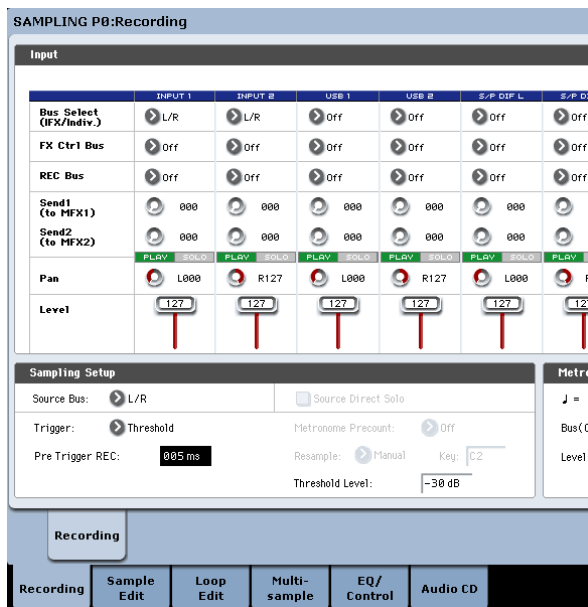 SAMPLING P0:Recording
Input
INPUT 1 INPUT 2 USB 1 USB 2 S/P DIF L S/P D
Bus Select (IFX/Indiv.) L/R L/R Off Off Off Off
FX Ctrl Bus Off Off Off Off Off Off
REC Bus Off Off Off Off Off Off
Send1 (to MFX1) 000 000 000 000 000
Send2 (to MFX2) 000 000 000 000 000
PLAY SOLO PLAY SOLO PLAY SOLO PLAY SOLO PLAY SOLO PLAY
Pan L000 R127 L000 R127 L000
Level 127 127 127 127 127 12
Sampling Setup Metro
Source Bus: L/R Source Direct Solo ♩ =
Trigger: Threshold Metronome Precount: Off Bus(O
Pre Trigger REC: 005 ms Resample: Manual Key: C2 Level
Threshold Level: -30 dB
Recording
Recording Sample Edit Loop Edit Multi-sample EQ/Control Audio CD